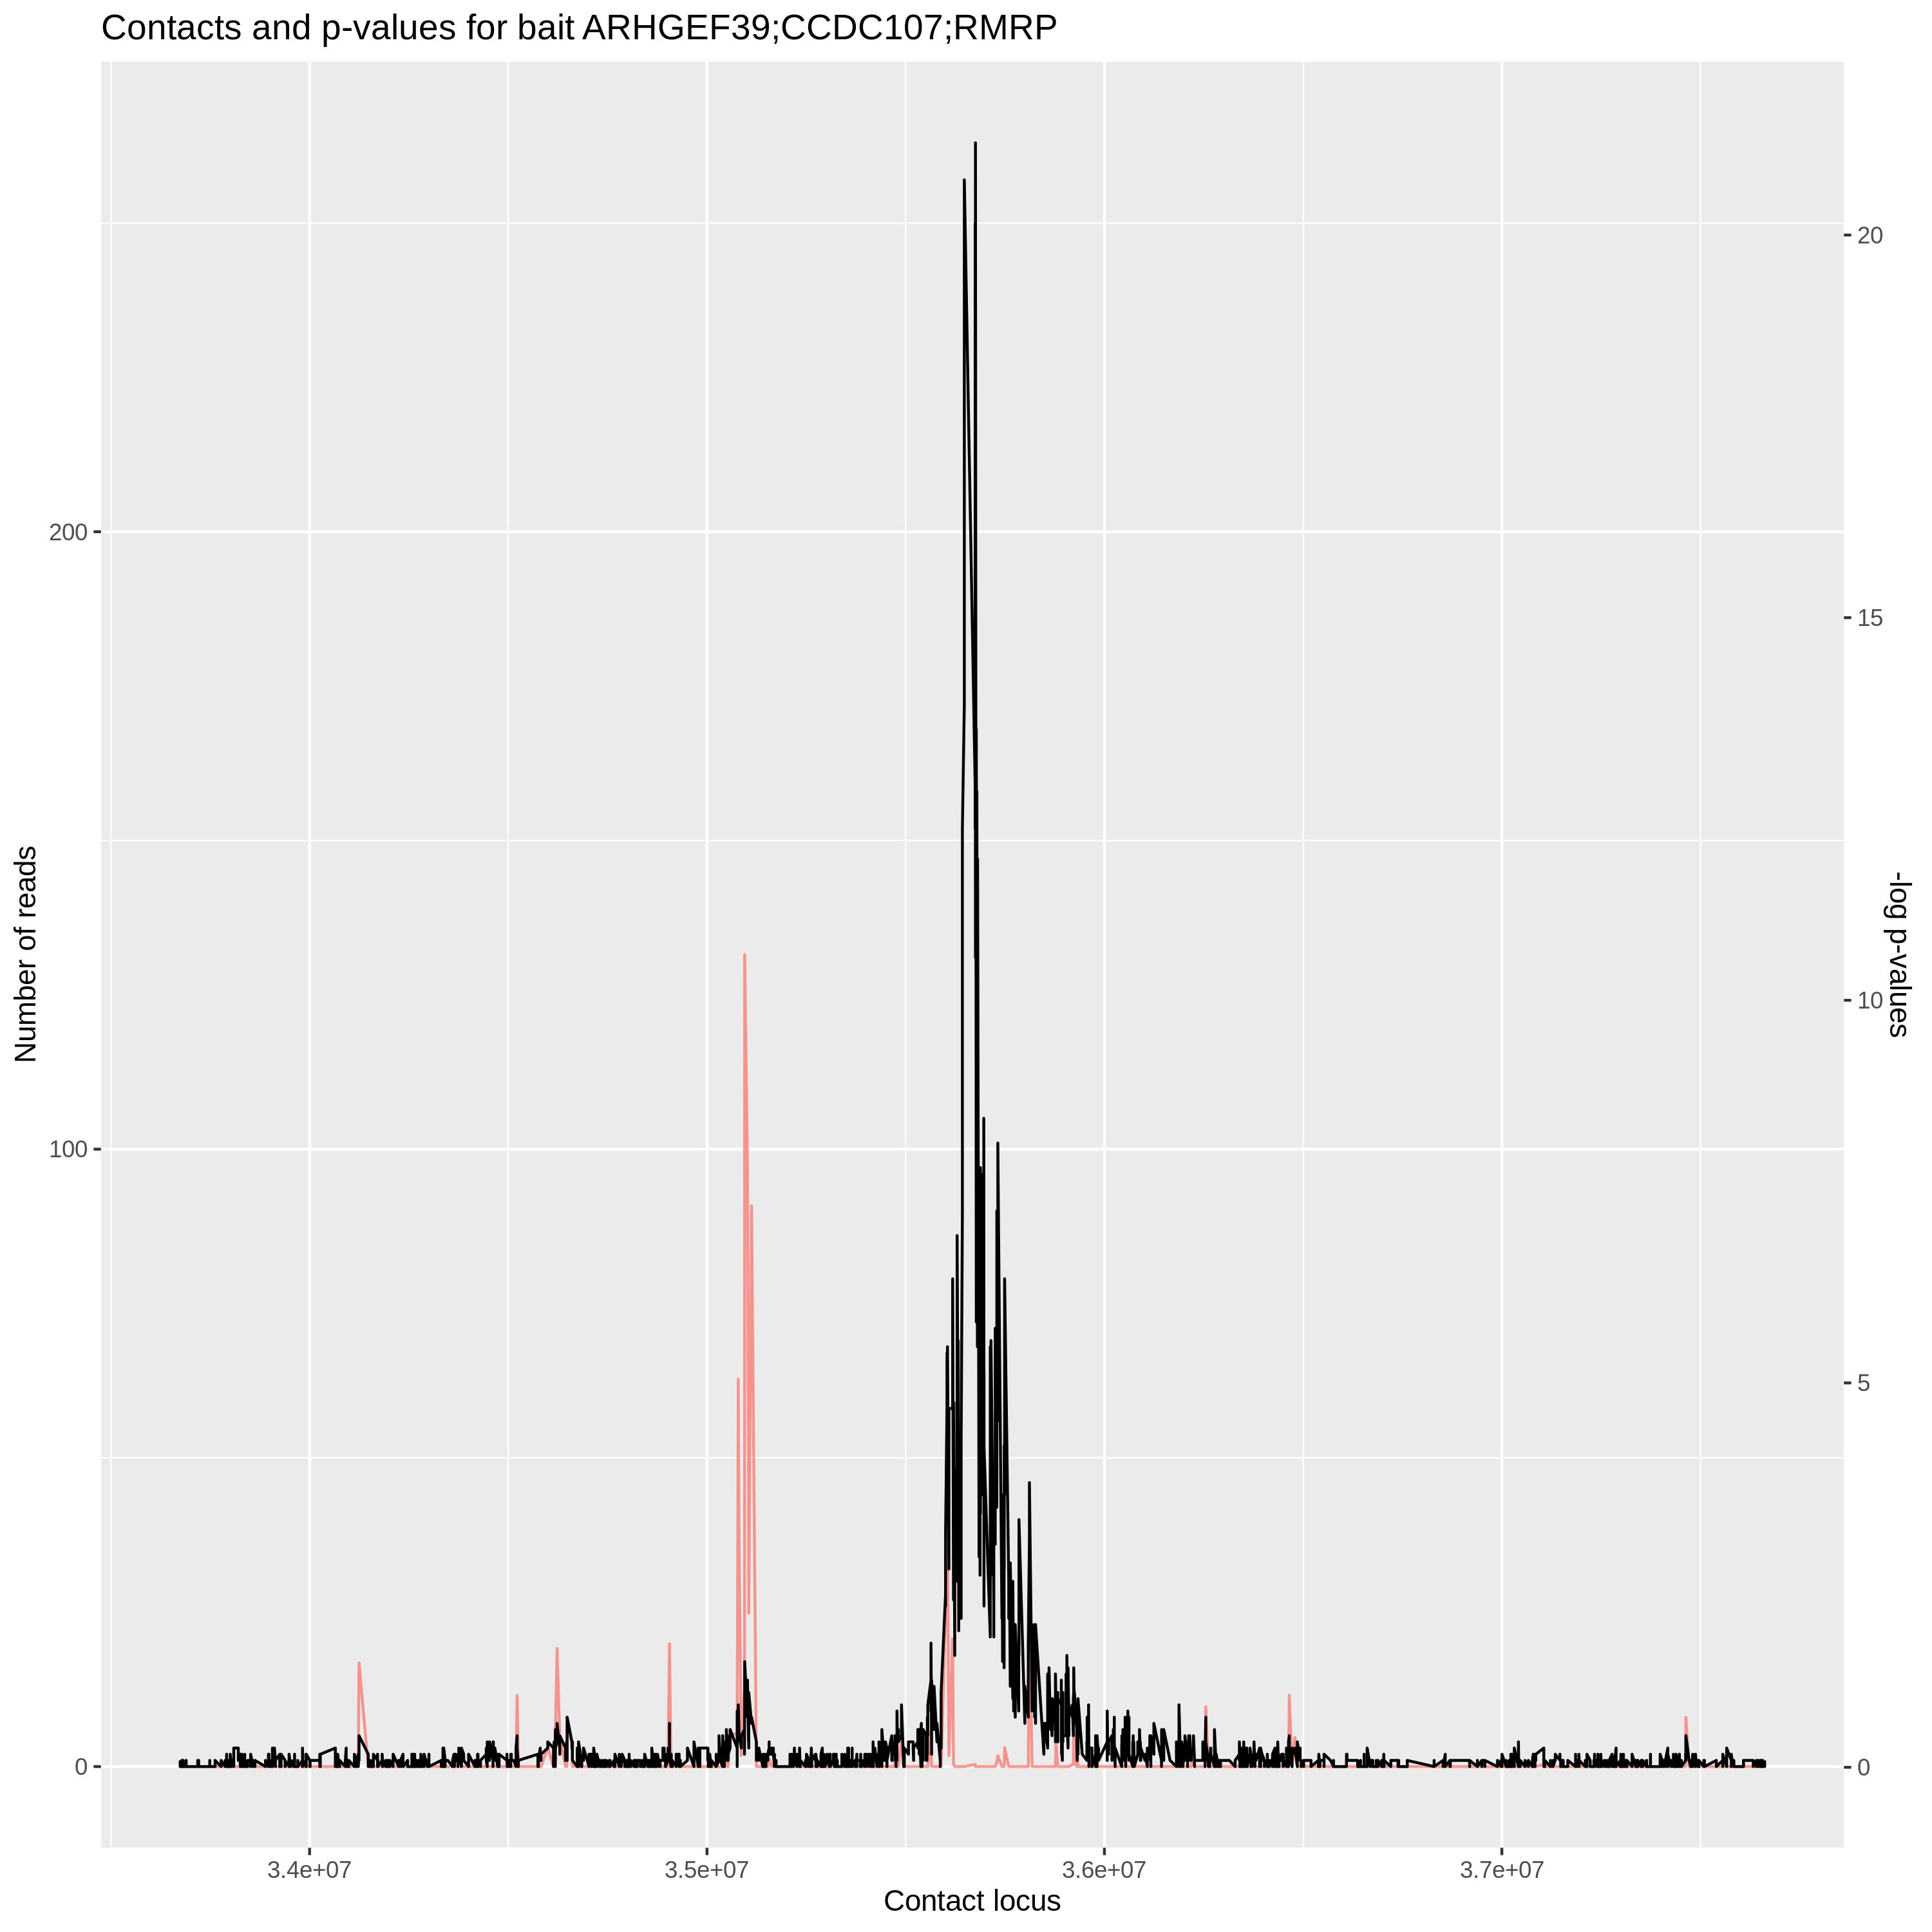 Contacts and p-values for bait ARHGEF39;CCDC107;RMRP
Number of reads
200
100
0
20
15
10
5
0
-log p-values
3.4e+07 3.5e+07 3.6e+07 3.7e+07
Contact locus